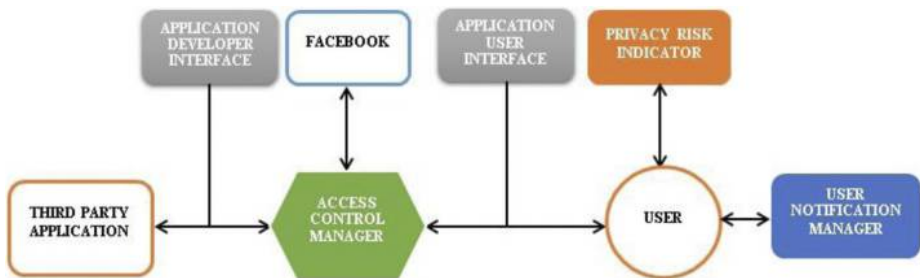 APPLICATION
DEVELOPER
INTERFACE
FACEBOOK
APPLICATION
USER
INTERFACE
PRIVACY RISK
INDICATOR
THIRD PARTY
APPLICATION
ACCESS
CONTROL
MANAGER
USER
USER
NOTIFICATION
MANAGER